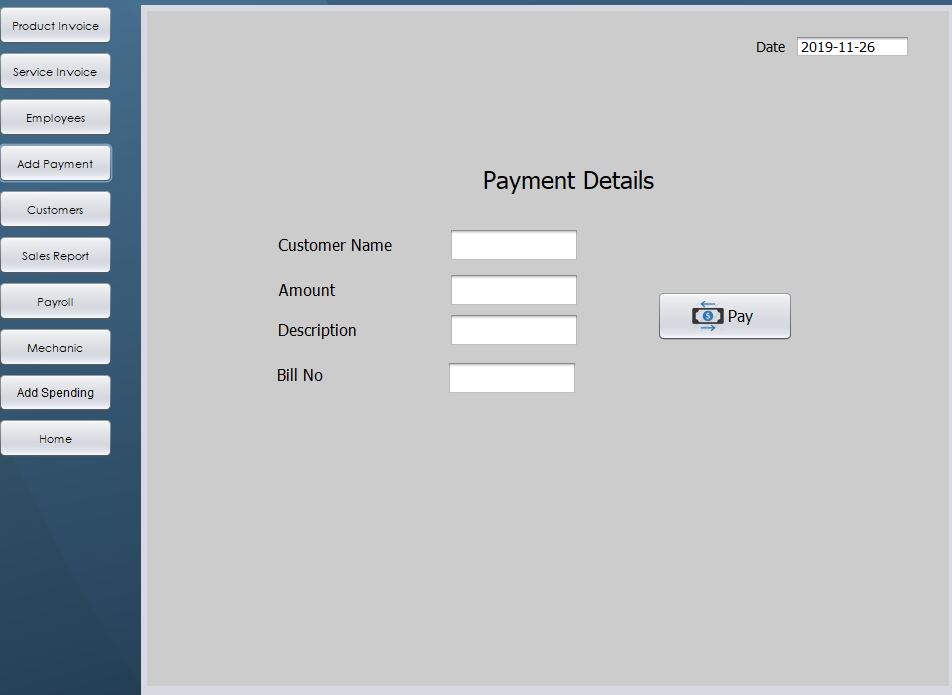 Product Invoice
Service Invoice
Employees
Add Payment
Customers
Sales Report
Payroll
Mechanic
Add Spending
Home
Date 2019-11-26
Payment Details
Customer Name
Amount
Description
$ Pay
Bill No